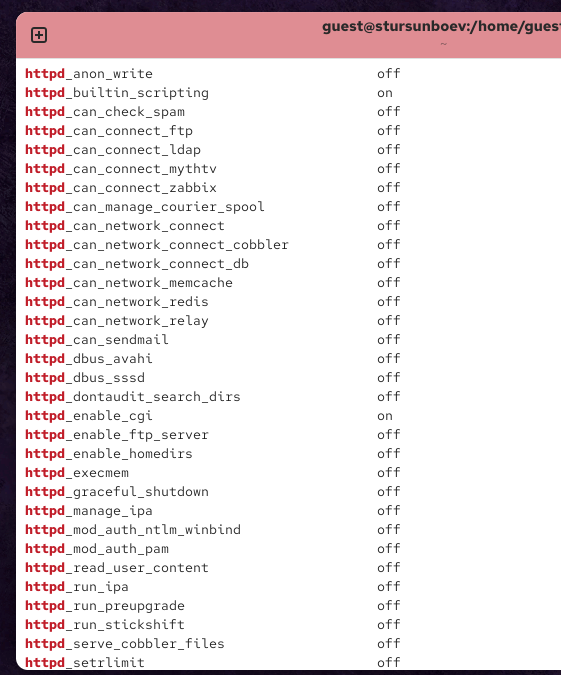 guest@stursunboev:/home/gues
~
httpd_anon_write off
httpd_builtin_scripting on
httpd_can_check_spam off
httpd_can_connect_ftp off
httpd_can_connect_ldap off
httpd_can_connect_mythtv off
httpd_can_connect_zabbix off
httpd_can_manage_courier_spool off
httpd_can_network_connect off
httpd_can_network_connect_cobbler off
httpd_can_network_connect_db off
httpd_can_network_memcache off
httpd_can_network_redis off
httpd_can_network_relay off
httpd_can_sendmail off
httpd_dbus_avahi off
httpd_dbus_sssd off
httpd_dontaudit_search_dirs off
httpd_enable_cgi on
httpd_enable_ftp_server off
httpd_enable_homedirs off
httpd_execmem off
httpd_graceful_shutdown off
httpd_manage_ipa off
httpd_mod_auth_ntlm_winbind off
httpd_mod_auth_pam off
httpd_read_user_content off
httpd_run_ipa off
httpd_run_preupgrade off
httpd_run_stickshift off
httpd_serve_cobbler_files off
httpd_setrlimit off